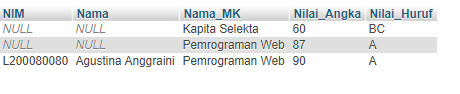 NIM Nama Nama_MK Nilai_Angka Nilai_Huruf
NULL NULL Kapita Selekta 60 BC
NULL NULL Pemrograman Web 87 A
L200080080 Agustina Anggraini Pemrograman Web 90 A